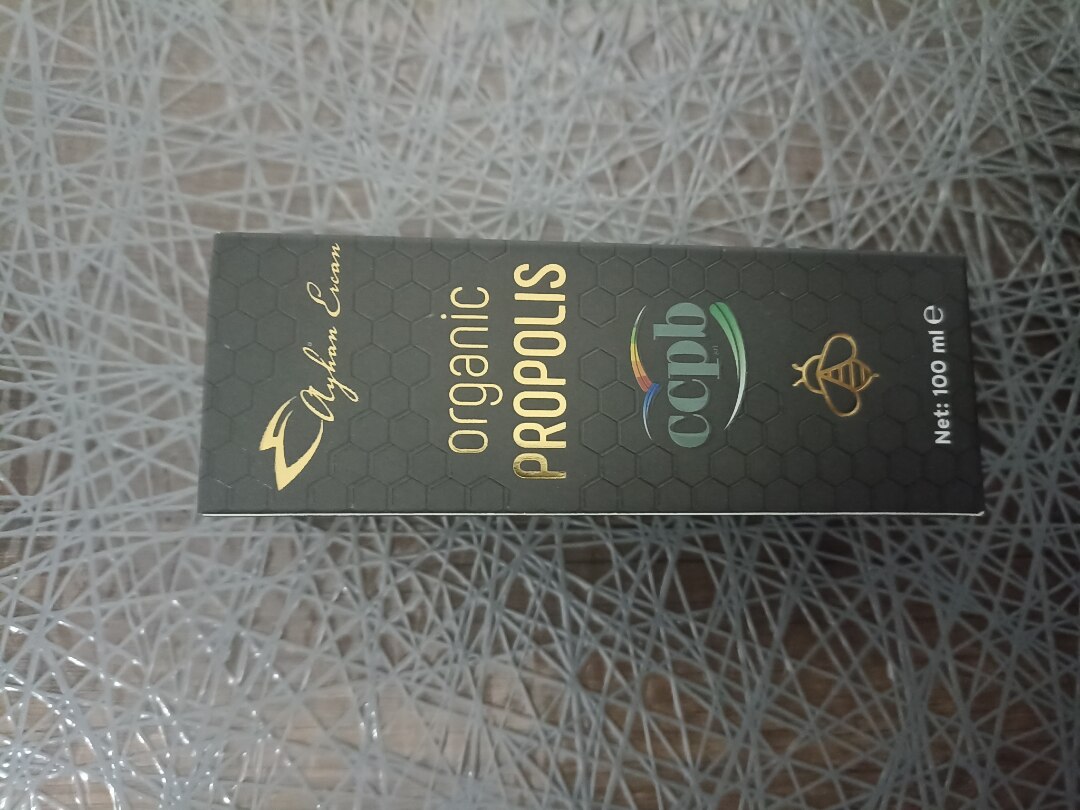 Ayhan Ercan
organic
PROPOLIS
ccpb
Net: 100 ml ℮